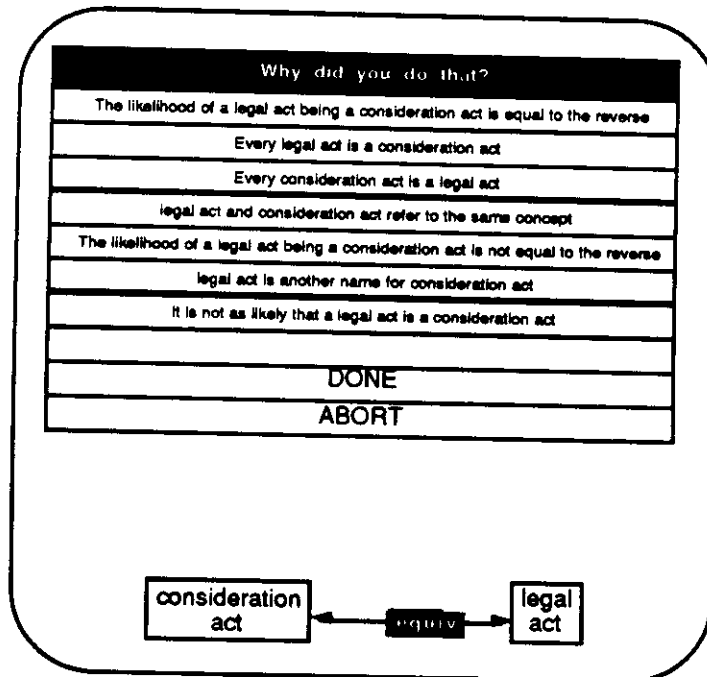 Why did you do that?
The likelihood of a legal act being a consideration act is equal to the reverse
Every legal act is a consideration act
Every consideration act is a legal act
legal act and consideration act refer to the same concept
The likelihood of a legal act being a consideration act is not equal to the reverse
legal act is another name for consideration act
It is not as likely that a legal act is a consideration act
DONE
ABORT
consideration
act
equiv
legal
act